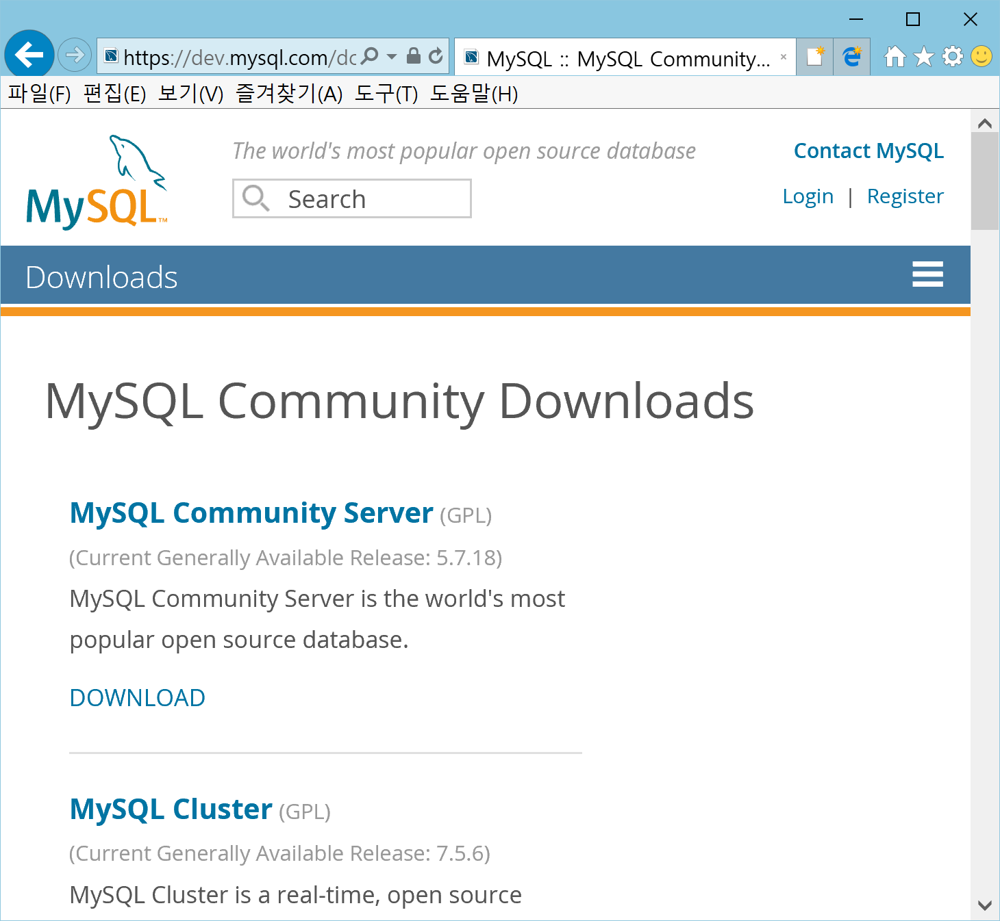 https://dev.mysql.com/dc
MySQL :: MySQL Community...
파일(F) 편집(E) 보기(V) 즐겨찾기(A) 도구(T) 도움말(H)
MySQL™
The world's most popular open source database
Contact MySQL
Search
Login | Register
Downloads
MySQL Community Downloads
MySQL Community Server (GPL)
(Current Generally Available Release: 5.7.18)
MySQL Community Server is the world's most
popular open source database.
DOWNLOAD
MySQL Cluster (GPL)
(Current Generally Available Release: 7.5.6)
MySQL Cluster is a real-time, open source